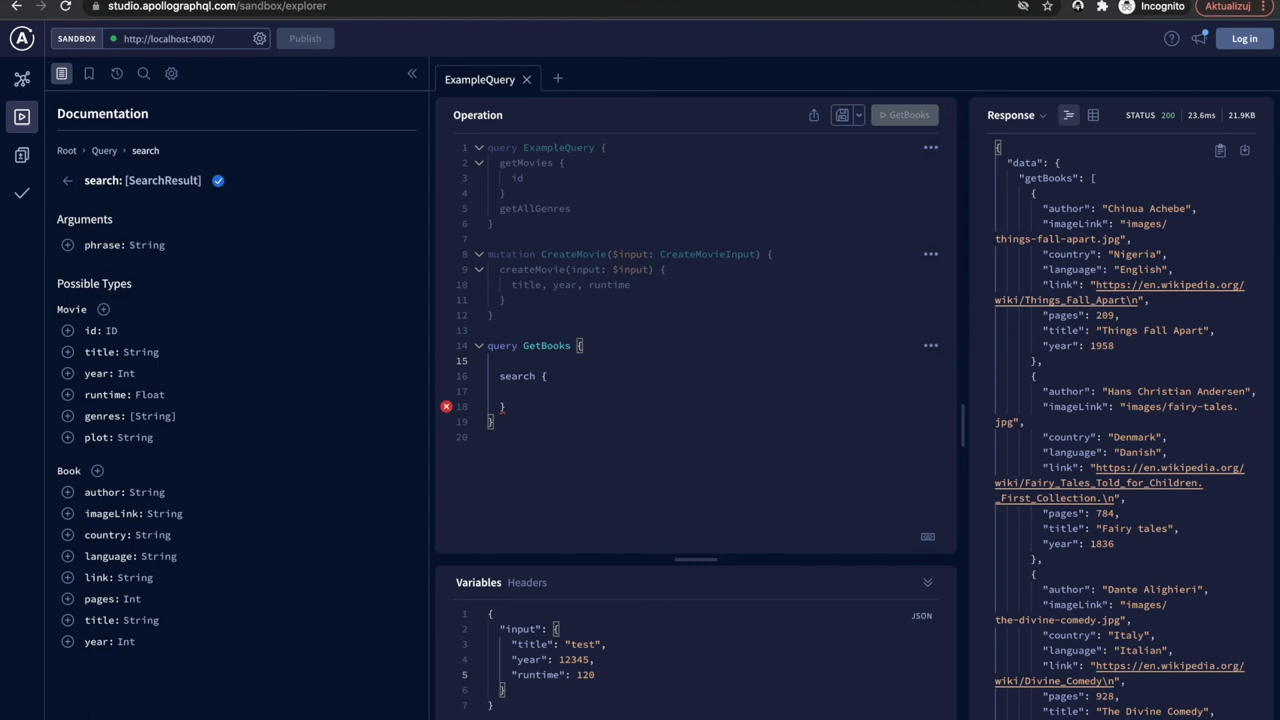 studio.apollographql.com/sandbox/explorer
Incognito
Aktualizuj
SANDBOX
http://localhost:4000/
Publish
Log in
Documentation
Root
Query
search
search: [SearchResult]
Arguments
phrase: String
Possible Types
Movie
id: ID
title: String
year: Int
runtime: Float
genres: [String]
plot: String
Book
author: String
imageLink: String
country: String
language: String
link: String
pages: Int
title: String
year: Int
ExampleQuery
Operation
GetBooks
1 query ExampleQuery {
2 getMovies {
3 id
4 }
5 getAllGenres
6 }
7
8 mutation CreateMovie($input: CreateMovieInput) {
9 createMovie(input: $input) {
10 title, year, runtime
11 }
12 }
13
14 query GetBooks {
15
16 search {
17
18 }
19 }
20
Variables Headers
JSON
1 {
2 "input": {
3 "title": "test",
4 "year": 12345,
5 "runtime": 120
6 }
7 }
Response
STATUS 200 23.6ms 21.9KB
{
"data": {
"getBooks": [
{
"author": "Chinua Achebe",
"imageLink": "images/
things-fall-apart.jpg",
"country": "Nigeria",
"language": "English",
"link": "https://en.wikipedia.org/
wiki/Things_Fall_Apart\n",
"pages": 209,
"title": "Things Fall Apart",
"year": 1958
},
{
"author": "Hans Christian Andersen",
"imageLink": "images/fairy-tales.
jpg",
"country": "Denmark",
"language": "Danish",
"link": "https://en.wikipedia.org/
wiki/Fairy_Tales_Told_for_Children.
_First_Collection.\n",
"pages": 784,
"title": "Fairy tales",
"year": 1836
},
{
"author": "Dante Alighieri",
"imageLink": "images/
the-divine-comedy.jpg",
"country": "Italy",
"language": "Italian",
"link": "https://en.wikipedia.org/
wiki/Divine_Comedy\n",
"pages": 928,
"title": "The Divine Comedy",